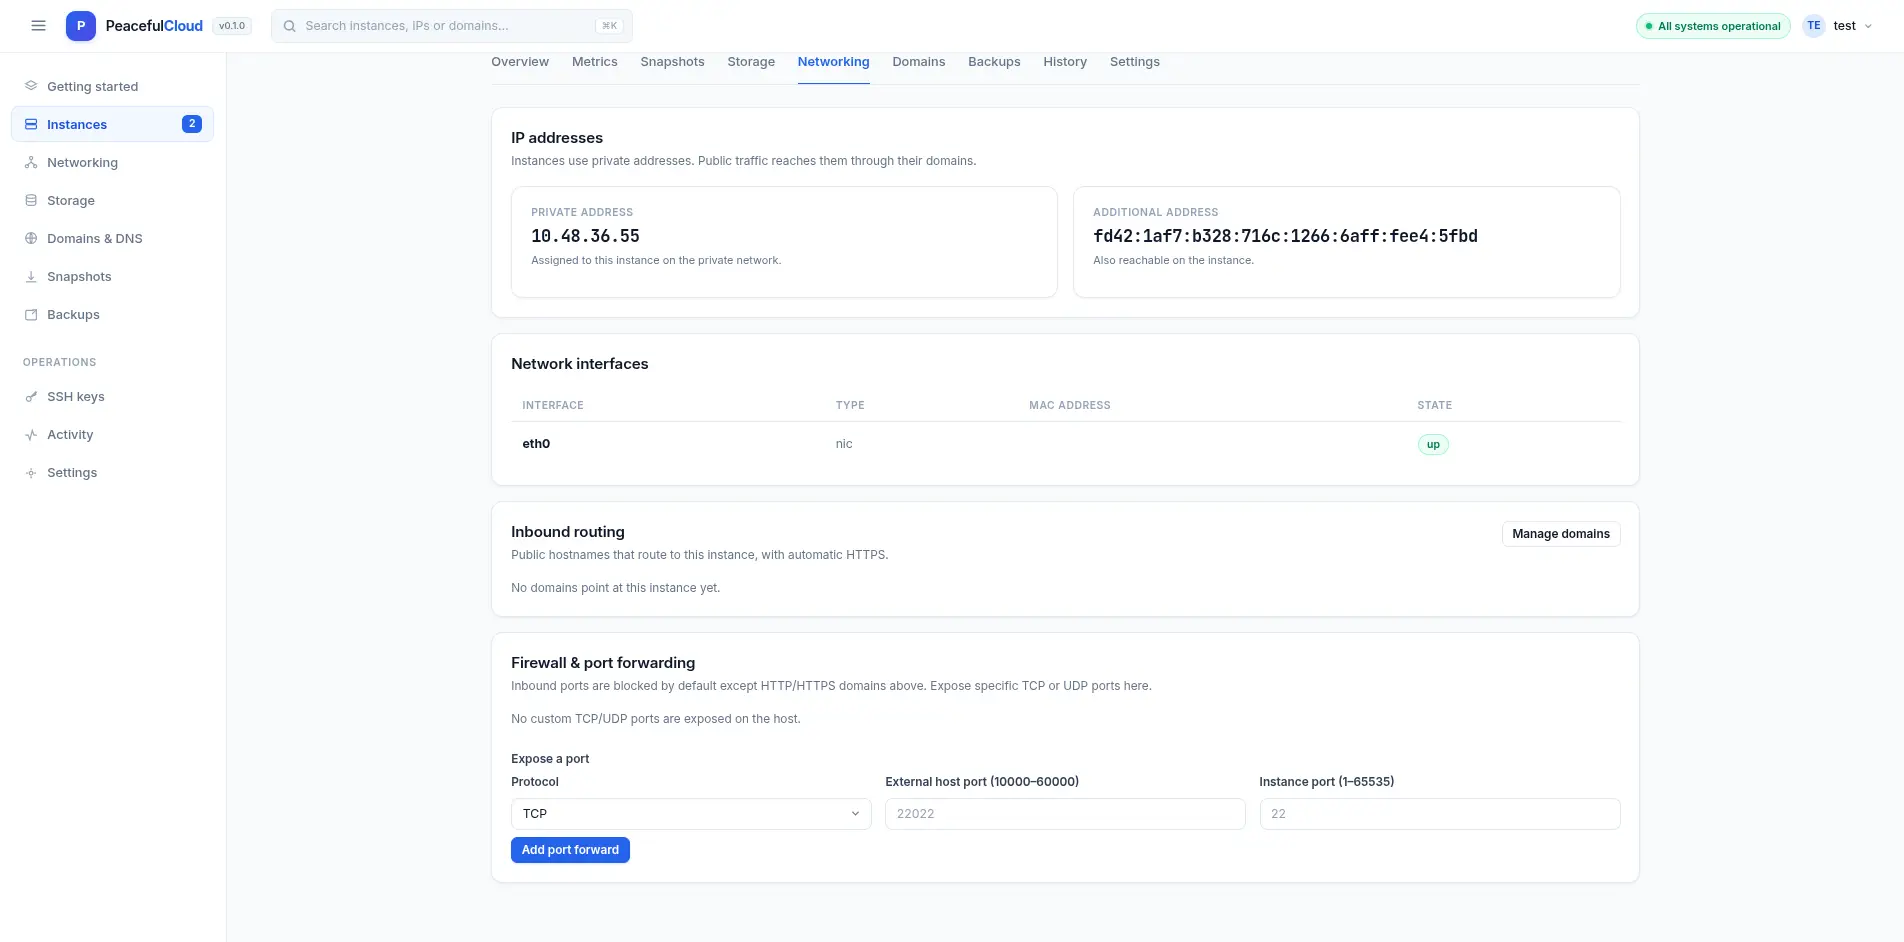 P PeacefulCloud v0.1.0 Search instances, IPs or domains... ⌘K All systems operational TE test
Getting started
Instances 2
Networking
Storage
Domains & DNS
Snapshots
Backups
OPERATIONS
SSH keys
Activity
Settings
Overview Metrics Snapshots Storage Networking Domains Backups History Settings
IP addresses
Instances use private addresses. Public traffic reaches them through their domains.
PRIVATE ADDRESS
10.48.36.55
Assigned to this instance on the private network.
ADDITIONAL ADDRESS
fd42:1af7:b328:716c:1266:6aff:fee4:5fbd
Also reachable on the instance.
Network interfaces
INTERFACE TYPE MAC ADDRESS STATE
eth0 nic up
Inbound routing
Manage domains
Public hostnames that route to this instance, with automatic HTTPS.
No domains point at this instance yet.
Firewall & port forwarding
Inbound ports are blocked by default except HTTP/HTTPS domains above. Expose specific TCP or UDP ports here.
No custom TCP/UDP ports are exposed on the host.
Expose a port
Protocol External host port (10000–60000) Instance port (1–65535)
TCP 22022 22
Add port forward